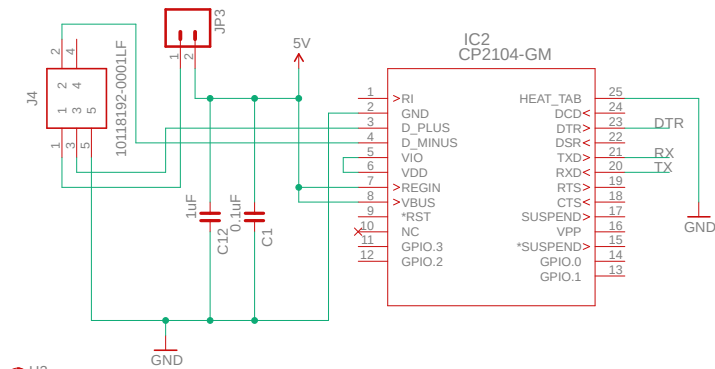 JP3
1
2
5V
2
4
J4
2 4
1 3 5
10118192-0001LF
1
3
5
1uF
C12
0.1uF
C1
GND
IC2
CP2104-GM
1 >RI
2 GND
3 D_PLUS
4 D_MINUS
5 VIO
6 VDD
7 >REGIN
8 >VBUS
9 *RST
10 NC
11 GPIO.3
12 GPIO.2
HEAT_TAB 25
DCD< 24
DTR> 23 DTR
DSR< 22
TXD> 21 RX
RXD< 20 TX
RTS> 19
CTS< 18
SUSPEND> 17
VPP 16
*SUSPEND> 15
GPIO.0 14
GPIO.1 13
GND